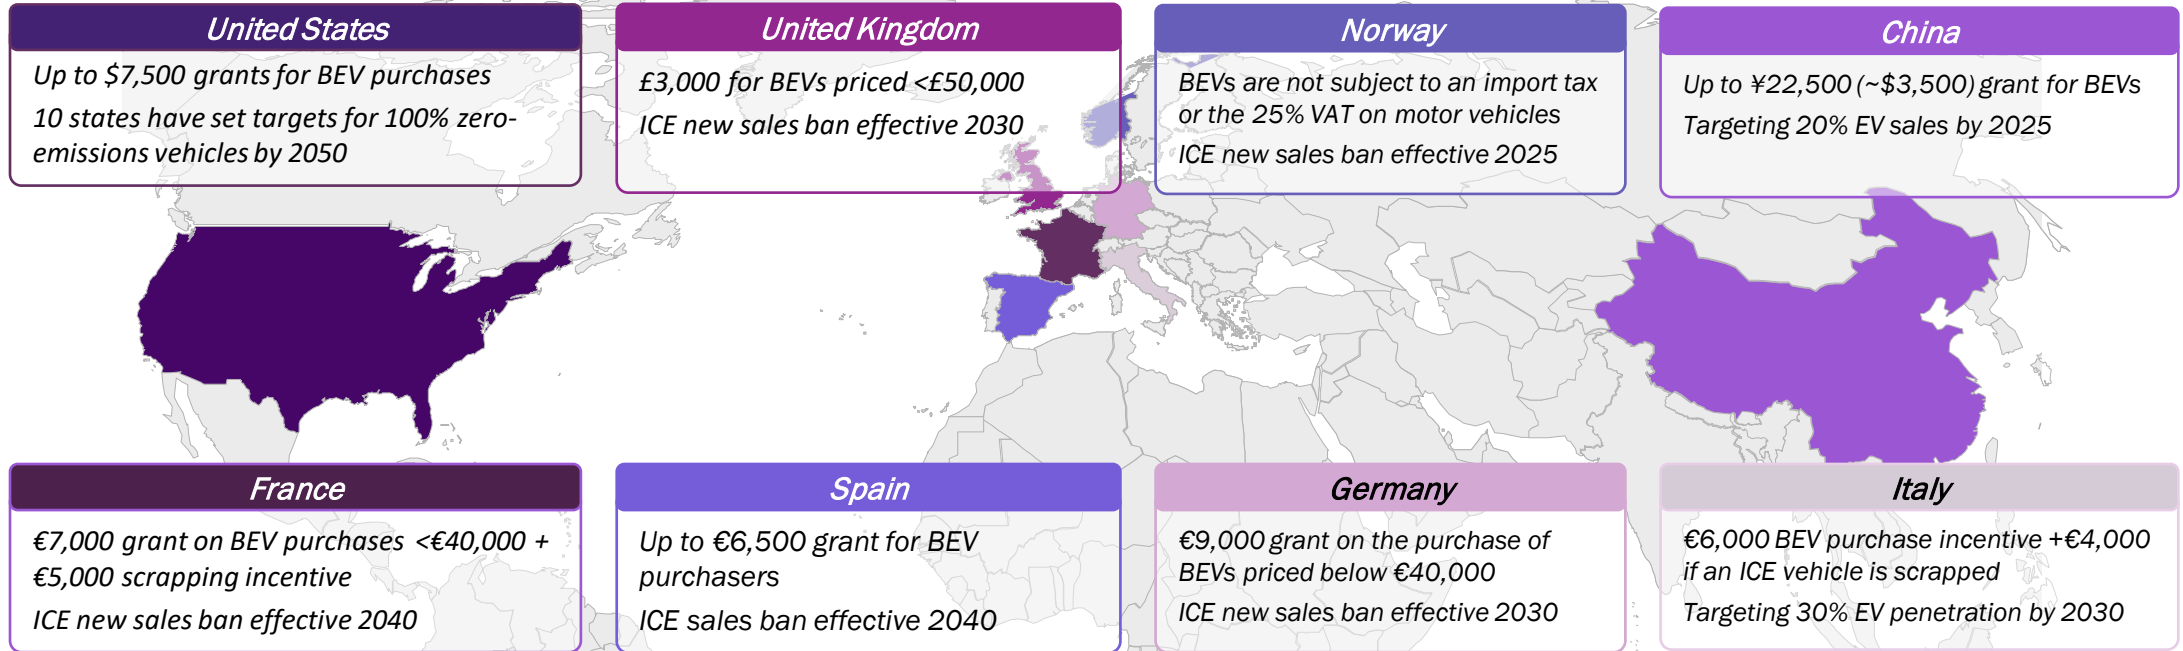 United States
Up to $7,500 grants for BEV purchases
10 states have set targets for 100% zero-
emissions vehicles by 2050
United Kingdom
£3,000 for BEVs priced <£50,000
ICE new sales ban effective 2030
Norway
BEVs are not subject to an import tax
or the 25% VAT on motor vehicles
ICE new sales ban effective 2025
China
Up to ¥22,500 (~$3,500) grant for BEVs
Targeting 20% EV sales by 2025
France
€7,000 grant on BEV purchases <€40,000 +
€5,000 scrapping incentive
ICE new sales ban effective 2040
Spain
Up to €6,500 grant for BEV
purchasers
ICE sales ban effective 2040
Germany
€9,000 grant on the purchase of
BEVs priced below €40,000
ICE new sales ban effective 2030
Italy
€6,000 BEV purchase incentive +€4,000
if an ICE vehicle is scrapped
Targeting 30% EV penetration by 2030